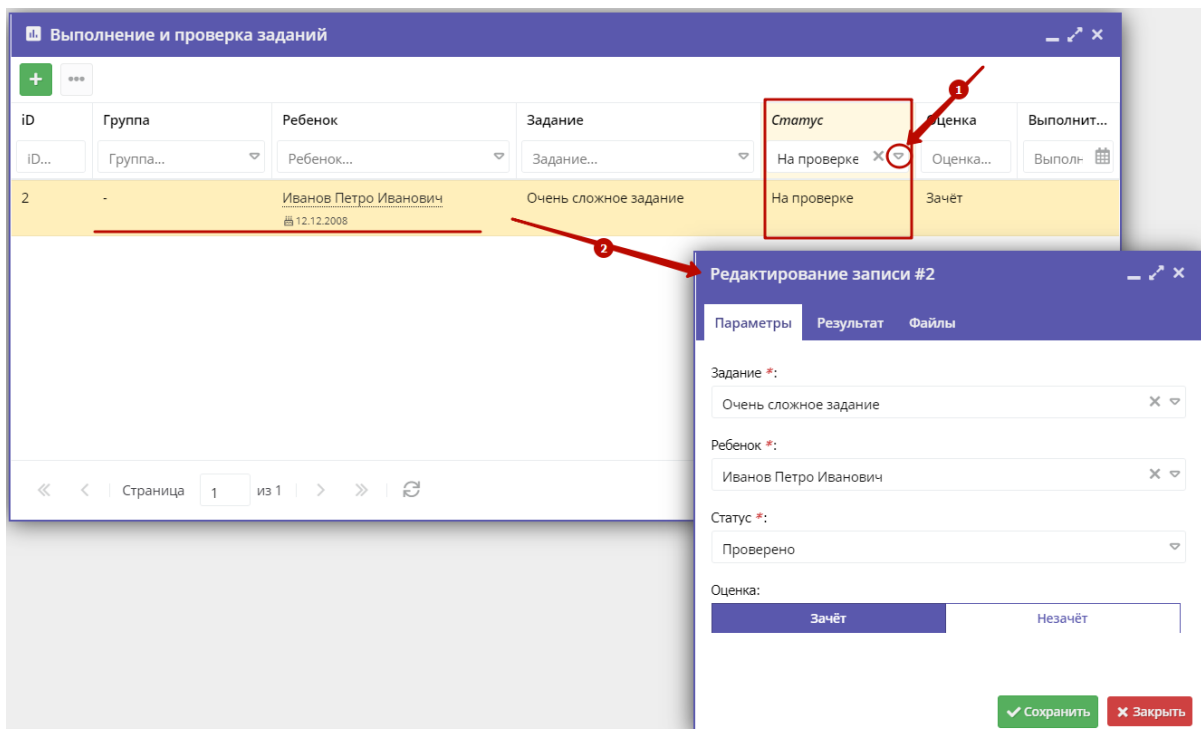 Выполнение и проверка заданий
1
iD Группа Ребенок Задание Статус Оценка Выполнит...
iD... Группа... Ребенок... Задание... На проверке Оценка... Выполн
2 - Иванов Петро Иванович Очень сложное задание На проверке Зачёт
12.12.2008
2
Редактирование записи #2
Параметры Результат Файлы
Задание *:
Очень сложное задание
Ребенок *:
Иванов Петро Иванович
Страница 1 из 1
Статус *:
Проверено
Оценка:
Зачёт Незачёт
Сохранить Закрыть